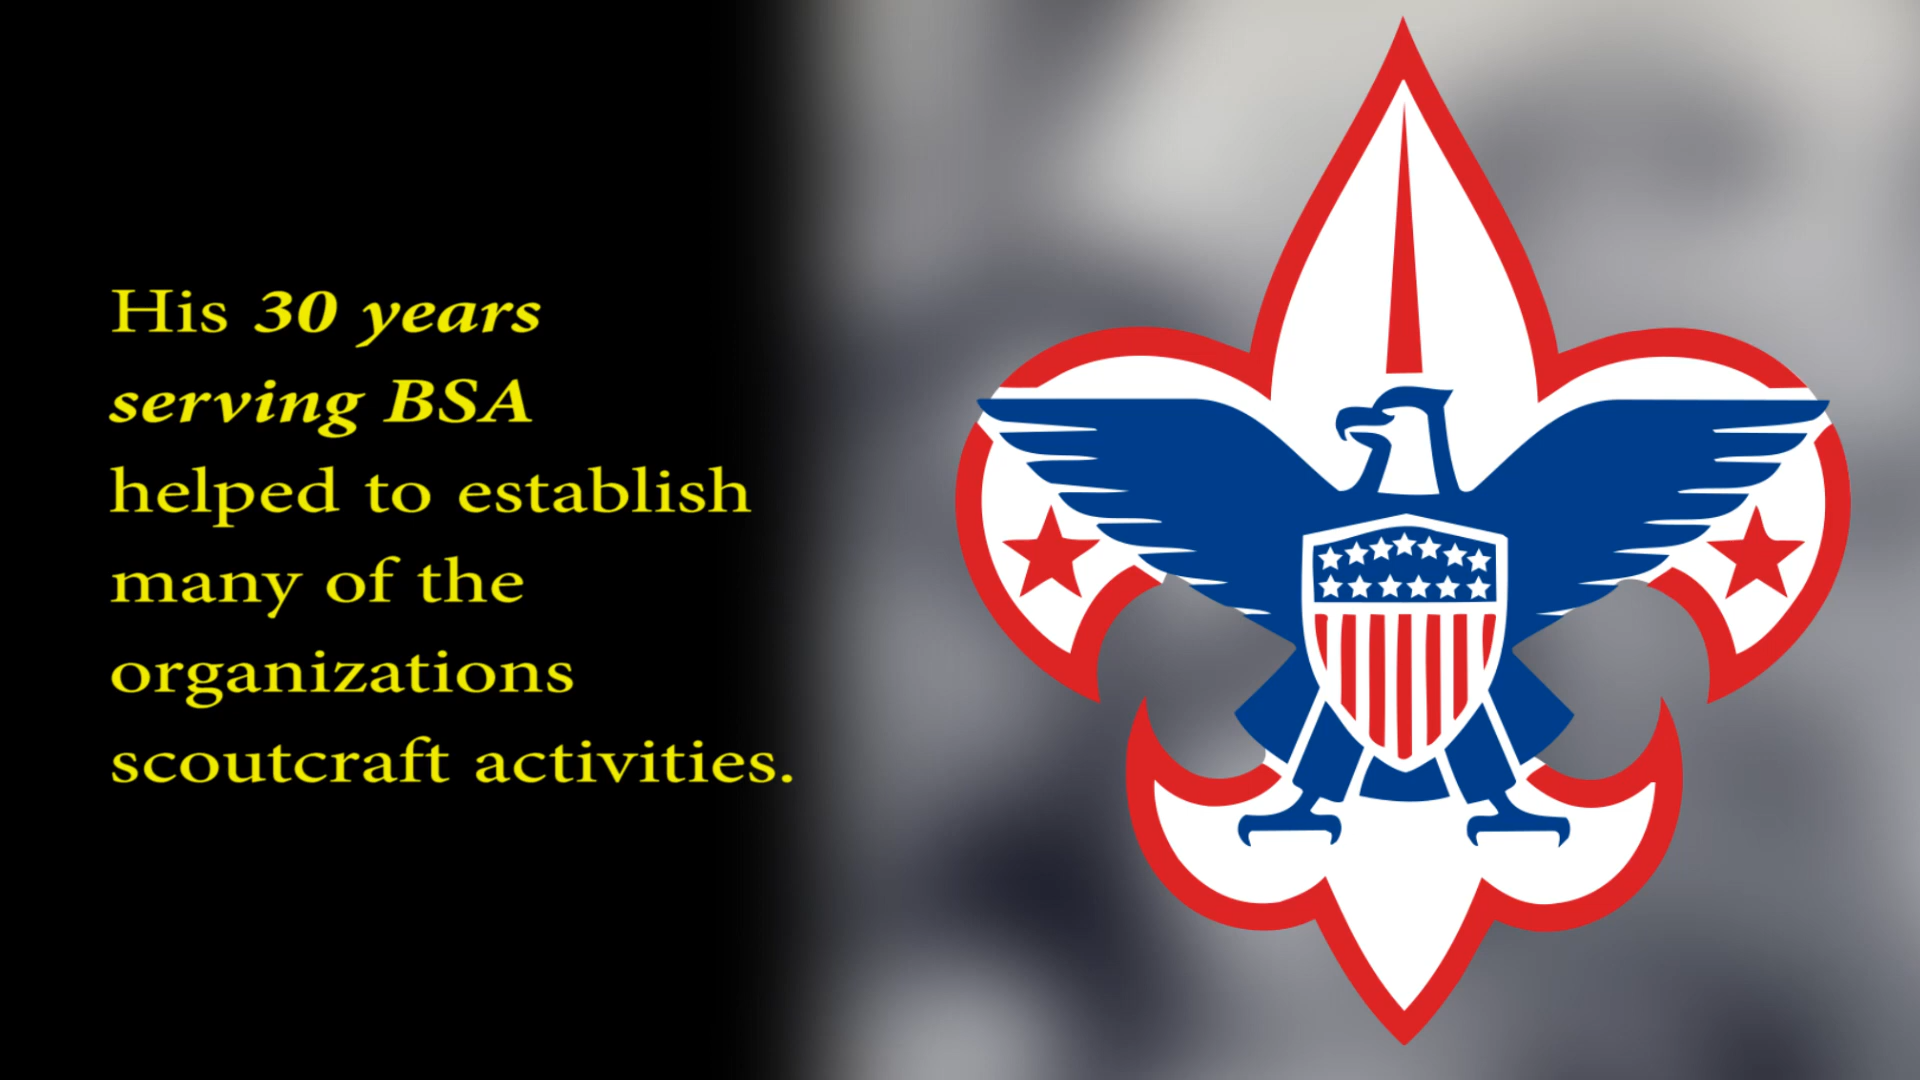 His 30 years
serving BSA
helped to establish
many of the
organizations
scoutcraft activities.